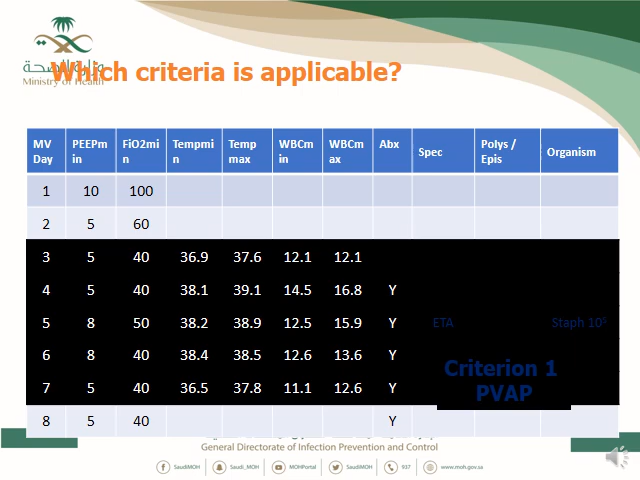 وزارة الصحة
Ministry of Health
Which criteria is applicable?
MV Day PEEPmin FiO2min Tempmin Temp max WBCmin WBCmax Abx Spec Polys / Epis Organism
1 10 100
2 5 60
3 5 40 36.9 37.6 12.1 12.1
4 5 40 38.1 39.1 14.5 16.8 Y
5 8 50 38.2 38.9 12.5 15.9 Y ETA Staph 10⁵
6 8 40 38.4 38.5 12.6 13.6 Y
7 5 40 36.5 37.8 11.1 12.6 Y
Criterion 1
PVAP
8 5 40 Y
General Directorate of Infection Prevention and Control
SaudiMOH Saudi_MOH MOHPortal SaudiMOH 937 www.moh.gov.sa